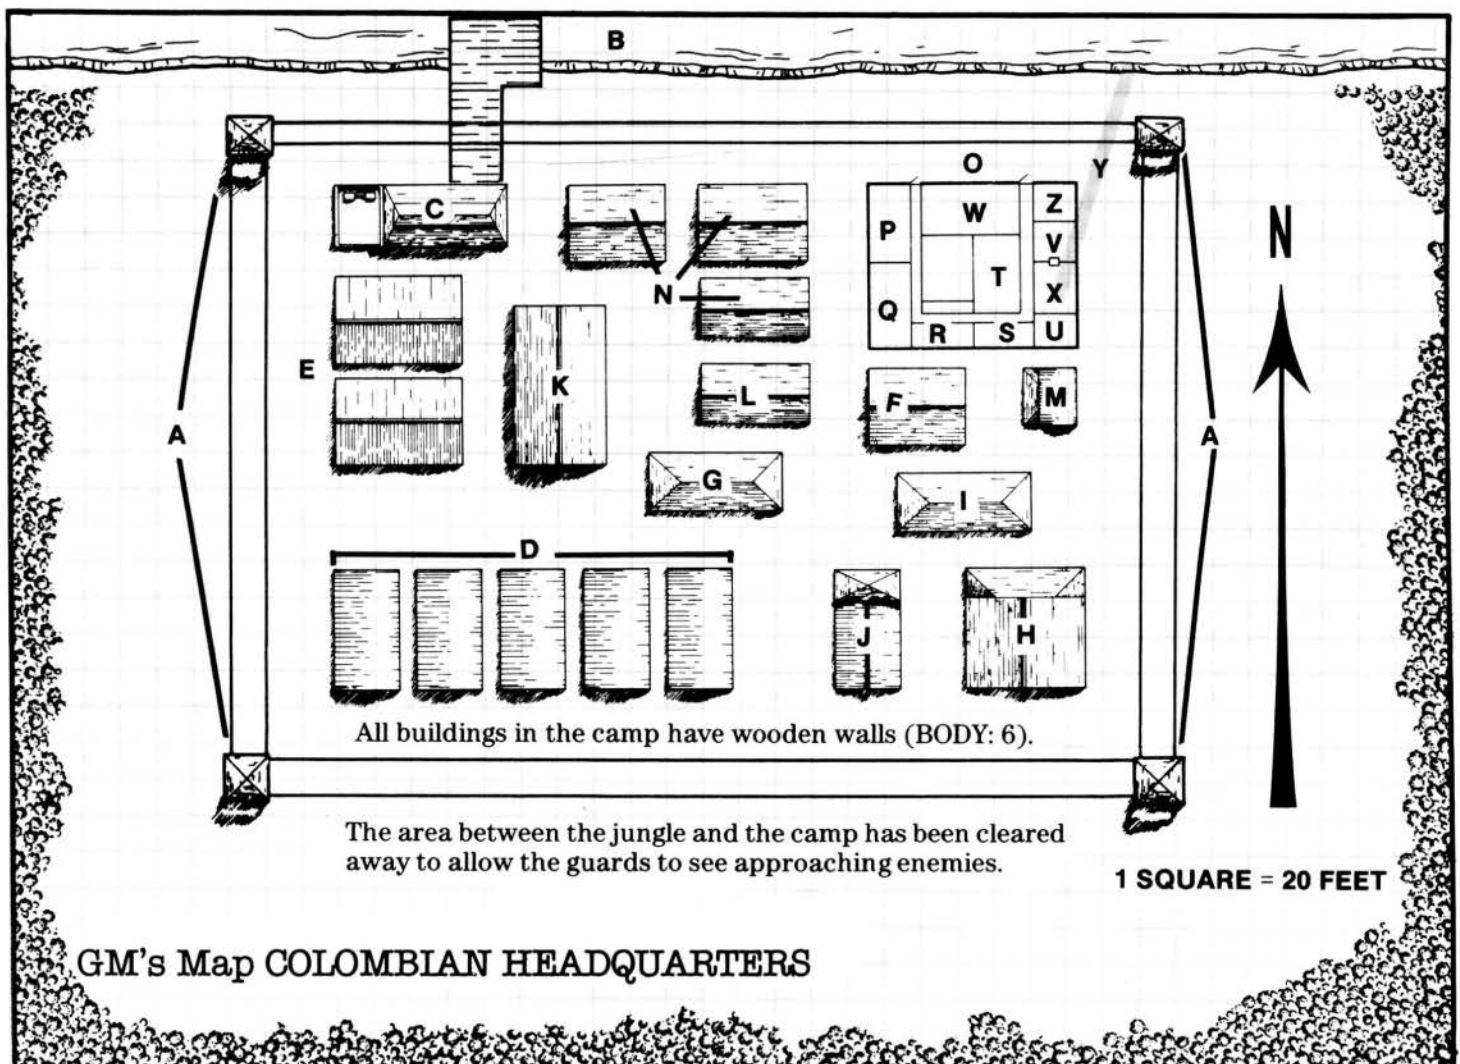 B
O
Y
C
W
Z
P
V
N
N
T
X
Q
R
S
U
E
K
L
F
M
A
A
G
I
D
J
H
All buildings in the camp have wooden walls (BODY: 6).
The area between the jungle and the camp has been cleared
away to allow the guards to see approaching enemies.
1 SQUARE = 20 FEET
GM's Map COLOMBIAN HEADQUARTERS